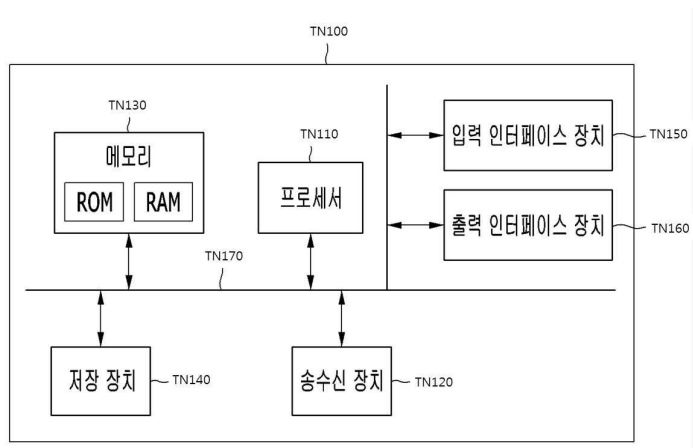 TN100
TN130
메모리
ROM
RAM
TN110
프로세서
입력 인터페이스 장치
TN150
출력 인터페이스 장치
TN160
TN170
저장 장치
TN140
송수신 장치
TN120